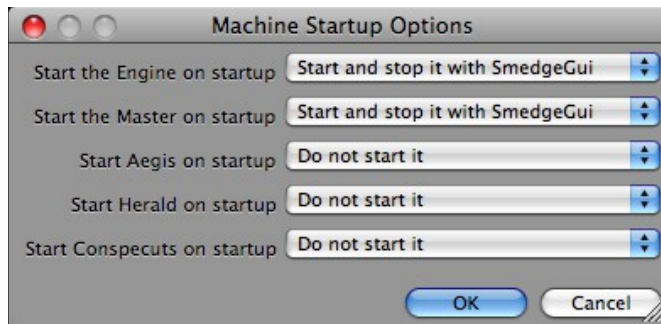 Machine Startup Options
Start the Engine on startup Start and stop it with SmedgeGui
Start the Master on startup Start and stop it with SmedgeGui
Start Aegis on startup Do not start it
Start Herald on startup Do not start it
Start Conspecuts on startup Do not start it
OK Cancel